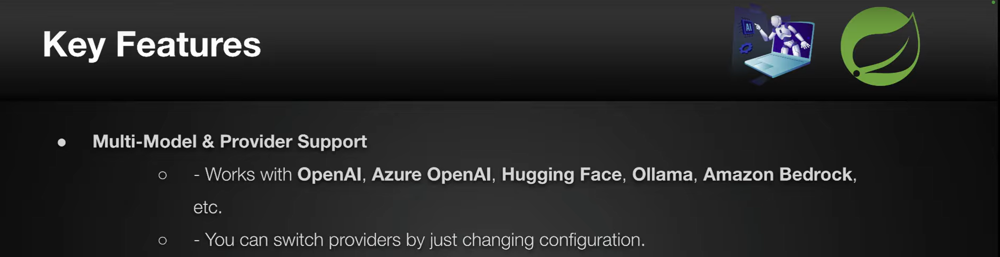 Key Features
AI
● Multi-Model & Provider Support
○ - Works with OpenAI, Azure OpenAI, Hugging Face, Ollama, Amazon Bedrock,
etc.
○ - You can switch providers by just changing configuration.